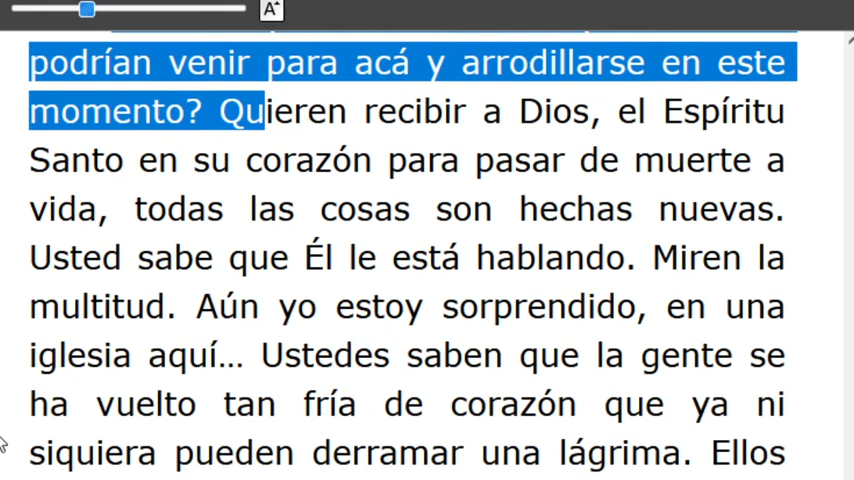 A
podrían venir para acá y arrodillarse en este
momento? Quieren recibir a Dios, el Espíritu
Santo en su corazón para pasar de muerte a
vida, todas las cosas son hechas nuevas.
Usted sabe que Él le está hablando. Miren la
multitud. Aún yo estoy sorprendido, en una
iglesia aquí... Ustedes saben que la gente se
ha vuelto tan fría de corazón que ya ni
siquiera pueden derramar una lágrima. Ellos